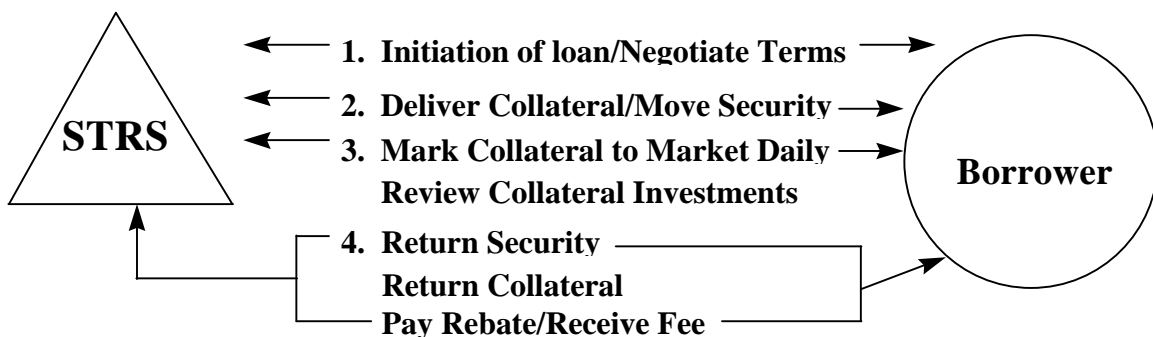 1. Initiation of loan/Negotiate Terms
2. Deliver Collateral/Move Security
STRS
3. Mark Collateral to Market Daily
Review Collateral Investments
Borrower
4. Return Security
Return Collateral
Pay Rebate/Receive Fee